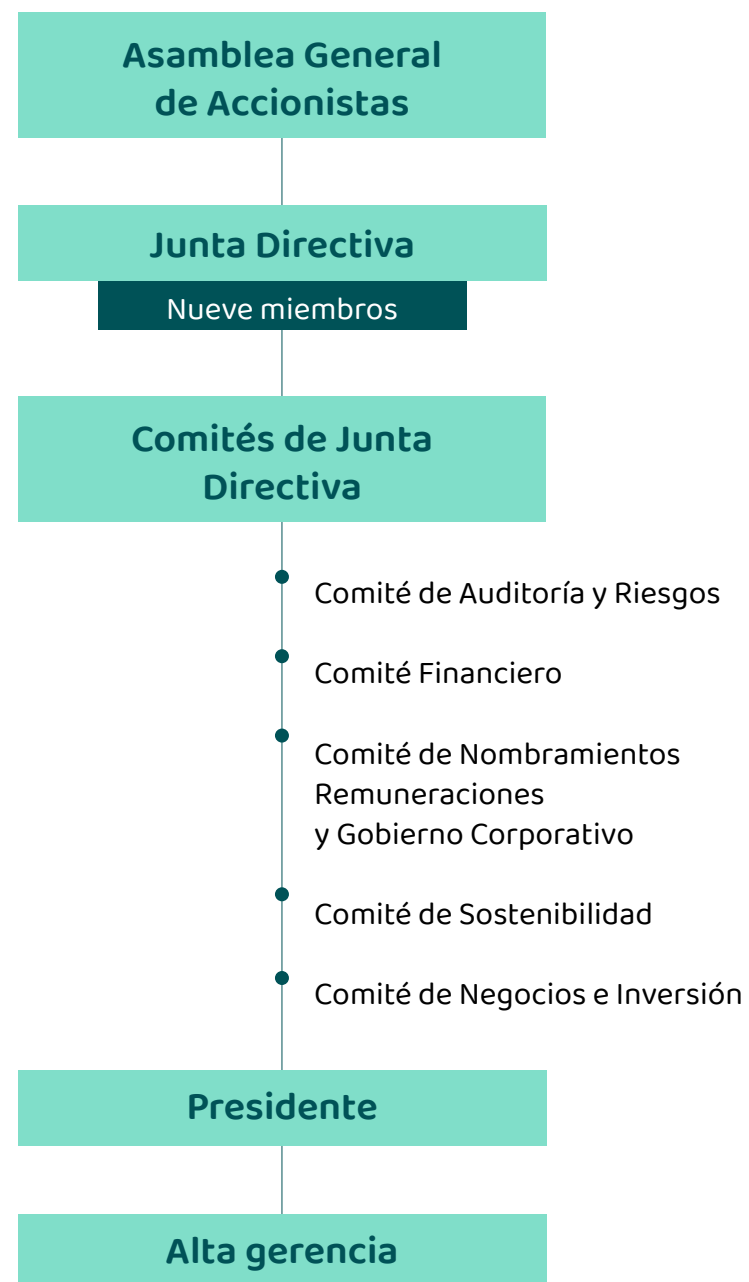 Asamblea General
de Accionistas
Junta Directiva
Nueve miembros
Comités de Junta
Directiva
Comité de Auditoría y Riesgos
Comité Financiero
Comité de Nombramientos
Remuneraciones
y Gobierno Corporativo
Comité de Sostenibilidad
Comité de Negocios e Inversión
Presidente
Alta gerencia